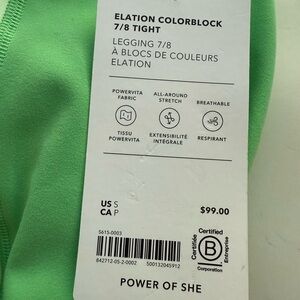 ELATION COLORBLOCK
7/8 TIGHT
LEGGING 7/8
À BLOCS DE COULEURS
ELATION
POWERVITA
FABRIC
ALL-AROUND
STRETCH
BREATHABLE
TISSU
POWERVITA
EXTENSIBILITÉ
INTÉGRALE
RESPIRANT
US S
CA P
$99.00
5615-0003
842712-05-2-0002
500132045912
Certified
Certifiée
B
Entreprise
Corporation
POWER OF SHE